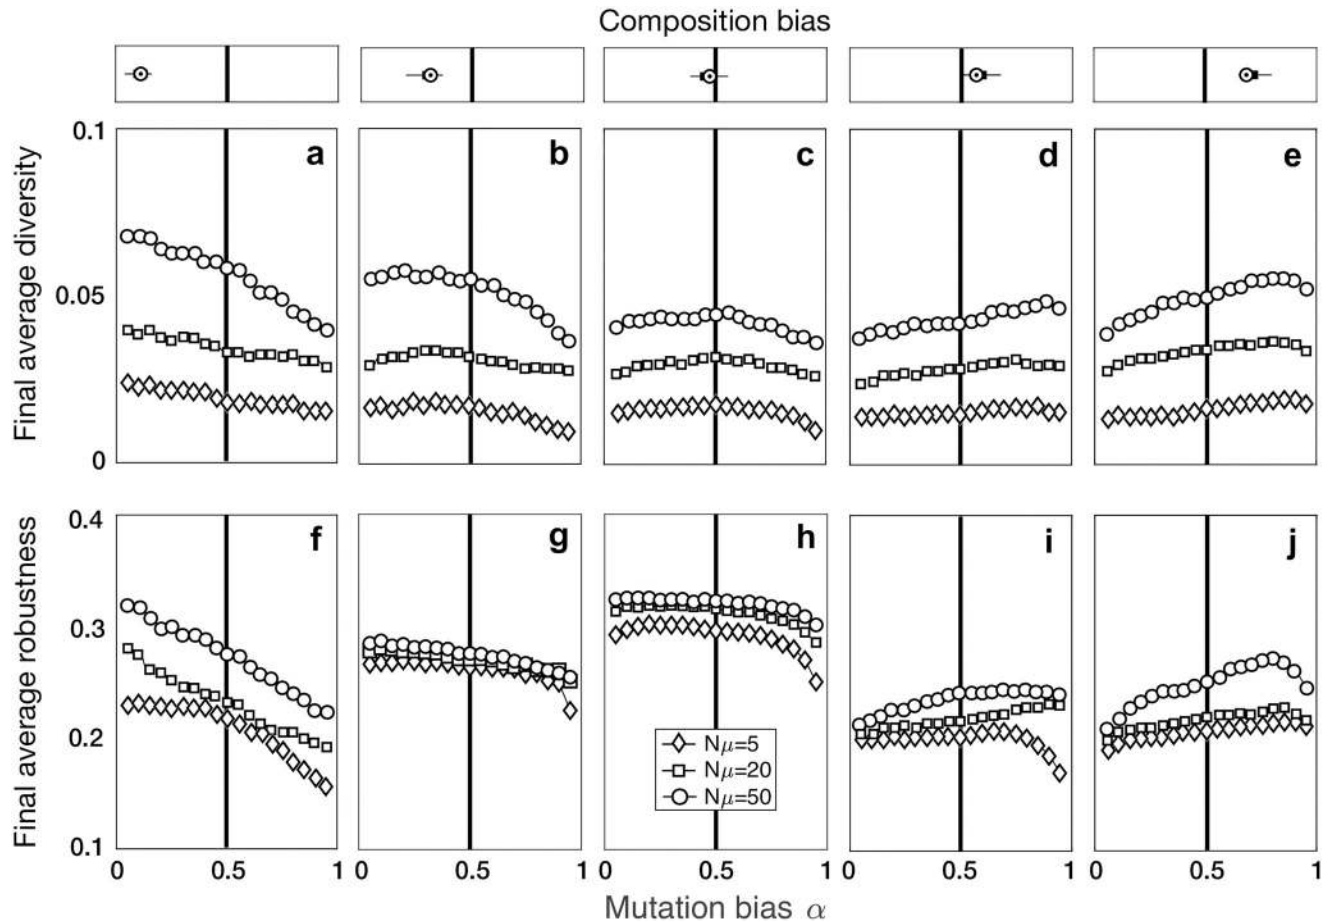 Composition bias
Final average diversity
0.1
0.05
0
a
b
c
d
e
Final average robustness
0.4
0.3
0.2
0.1
f
g
h
i
j
Nμ=5
Nμ=20
Nμ=50
0 0.5 1 0 0.5 1 0 0.5 1 0 0.5 1 0 0.5 1
Mutation bias α